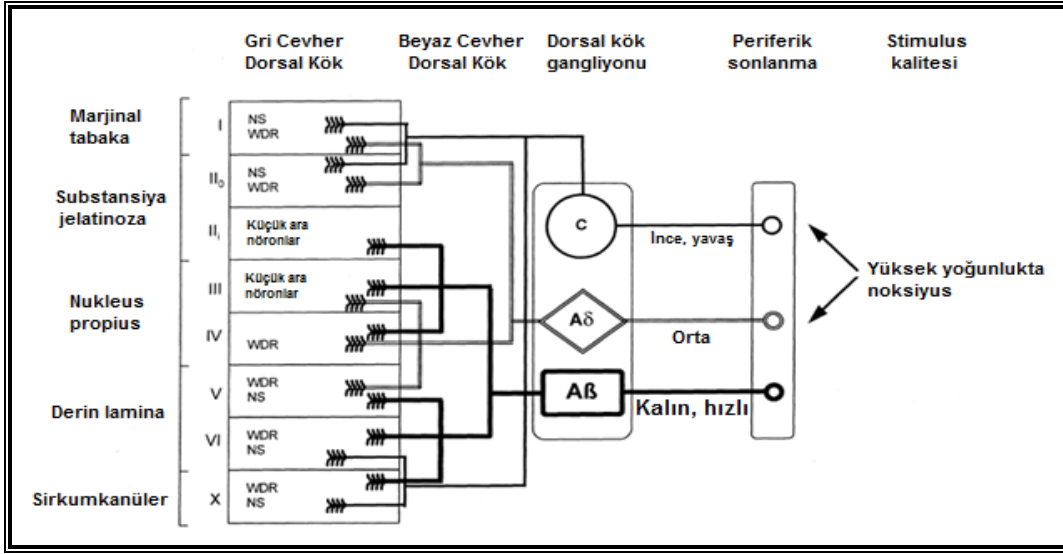 Gri Cevher
Dorsal Kök
Beyaz Cevher
Dorsal Kök
Dorsal kök
gangliyonu
Periferik
sonlanma
Stimulus
kalitesi
Marjinal
tabaka
I
NS
WDR
Substansiya
jelatinoza
II₀
NS
WDR
IIᵢ
Küçük ara
nöronlar
Nukleus
propius
III
Küçük ara
nöronlar
IV
WDR
Derin lamina
V
WDR
NS
VI
WDR
NS
Sirkumkanüler
X
WDR
NS
C
İnce, yavaş
Aδ
Orta
Aß
Kalın, hızlı
Yüksek yoğunlukta
noksiyus